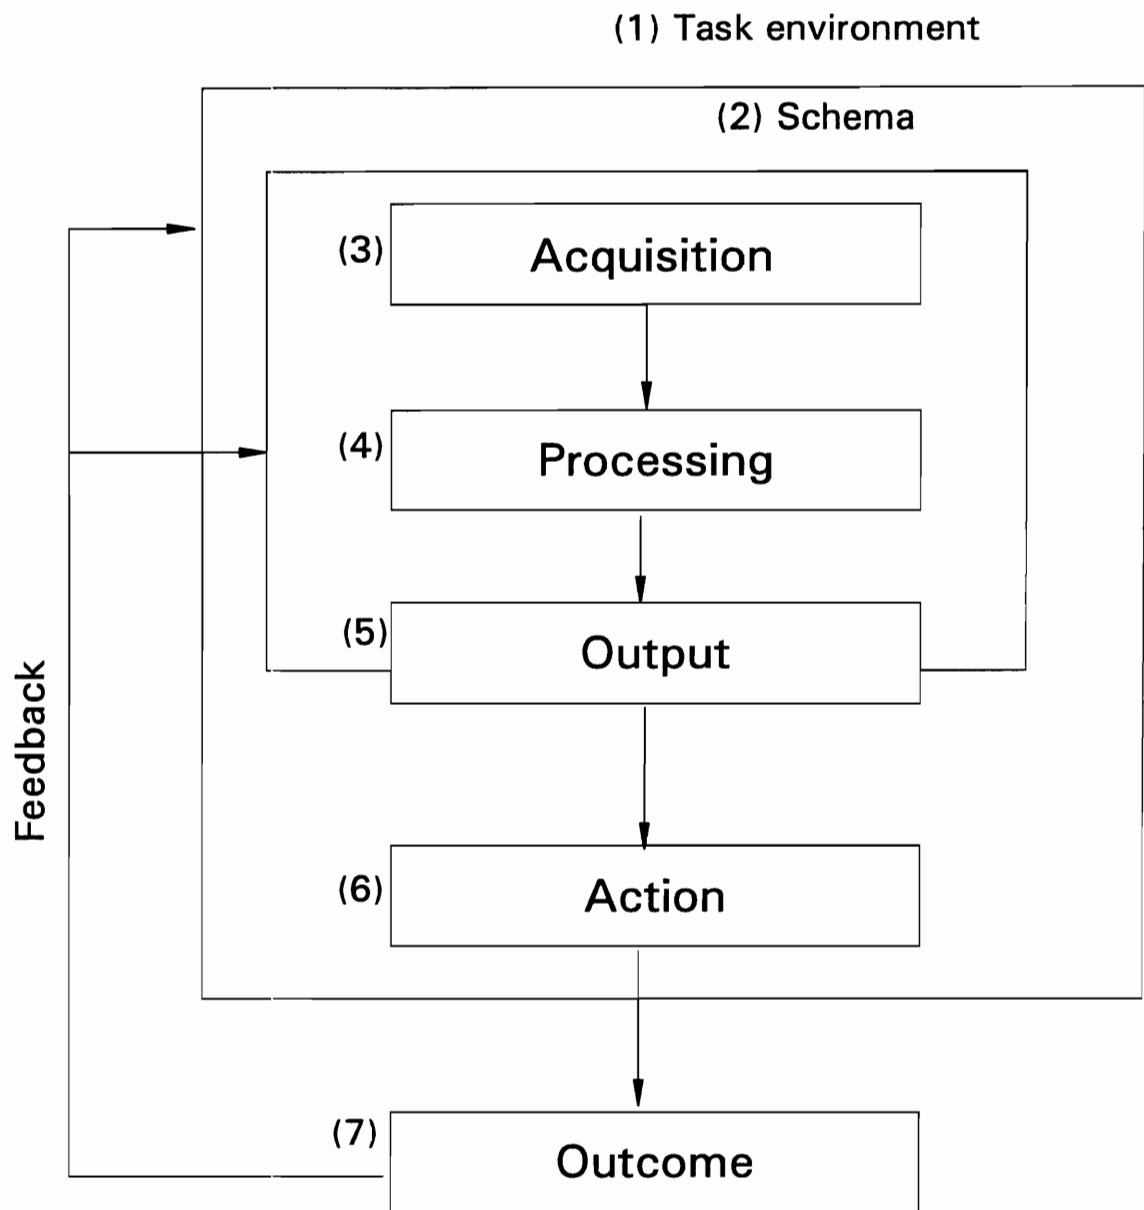 (1) Task environment
(2) Schema
(3) Acquisition
(4) Processing
(5) Output
Feedback
(6) Action
(7) Outcome